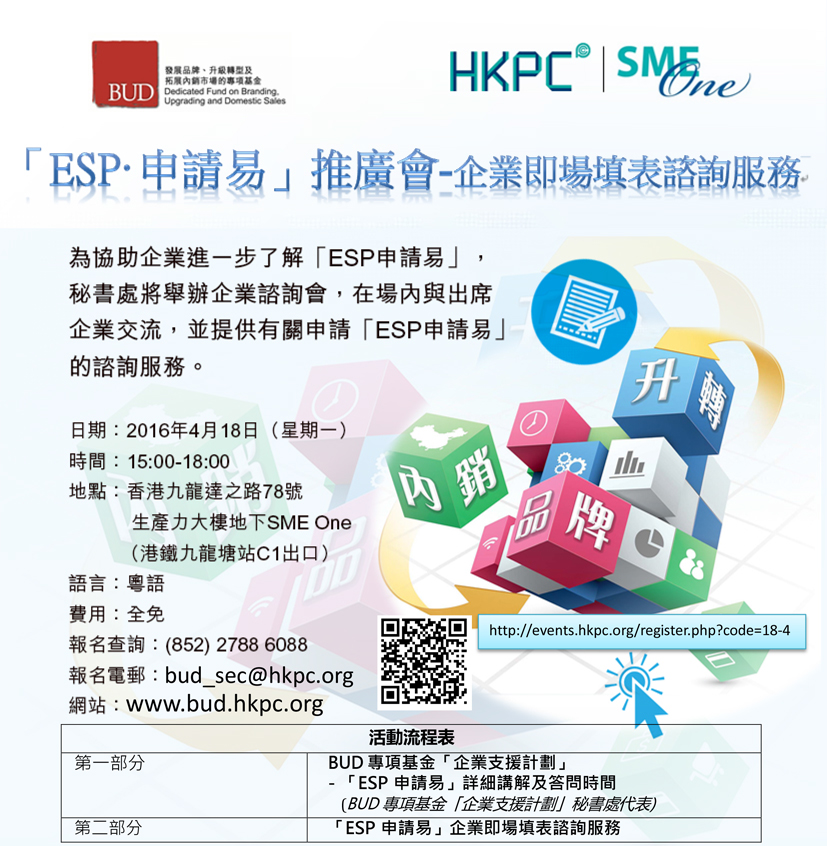 BUD
發展品牌、升級轉型及
拓展內銷市場的專項基金
Dedicated Fund on Branding,
Upgrading and Domestic Sales
HKPC
SME One
「ESP·申請易」推廣會-企業即場填表諮詢服務
為協助企業進一步了解「ESP申請易」，
秘書處將舉辦企業諮詢會，在場內與出席
企業交流，並提供有關申請「ESP申請易」
的諮詢服務。
升轉
內銷
品牌
日期：2016年4月18日（星期一）
時間：15:00-18:00
地點：香港九龍達之路78號
生產力大樓地下SME One
（港鐵九龍塘站C1出口）
語言：粵語
費用：全免
報名查詢：(852) 2788 6088
報名電郵：bud_sec@hkpc.org
網站：www.bud.hkpc.org
http://events.hkpc.org/register.php?code=18-4
活動流程表
第一部分
BUD 專項基金「企業支援計劃」
- 「ESP 申請易」詳細講解及答問時間
(BUD 專項基金「企業支援計劃」秘書處代表)
第二部分
「ESP 申請易」企業即場填表諮詢服務